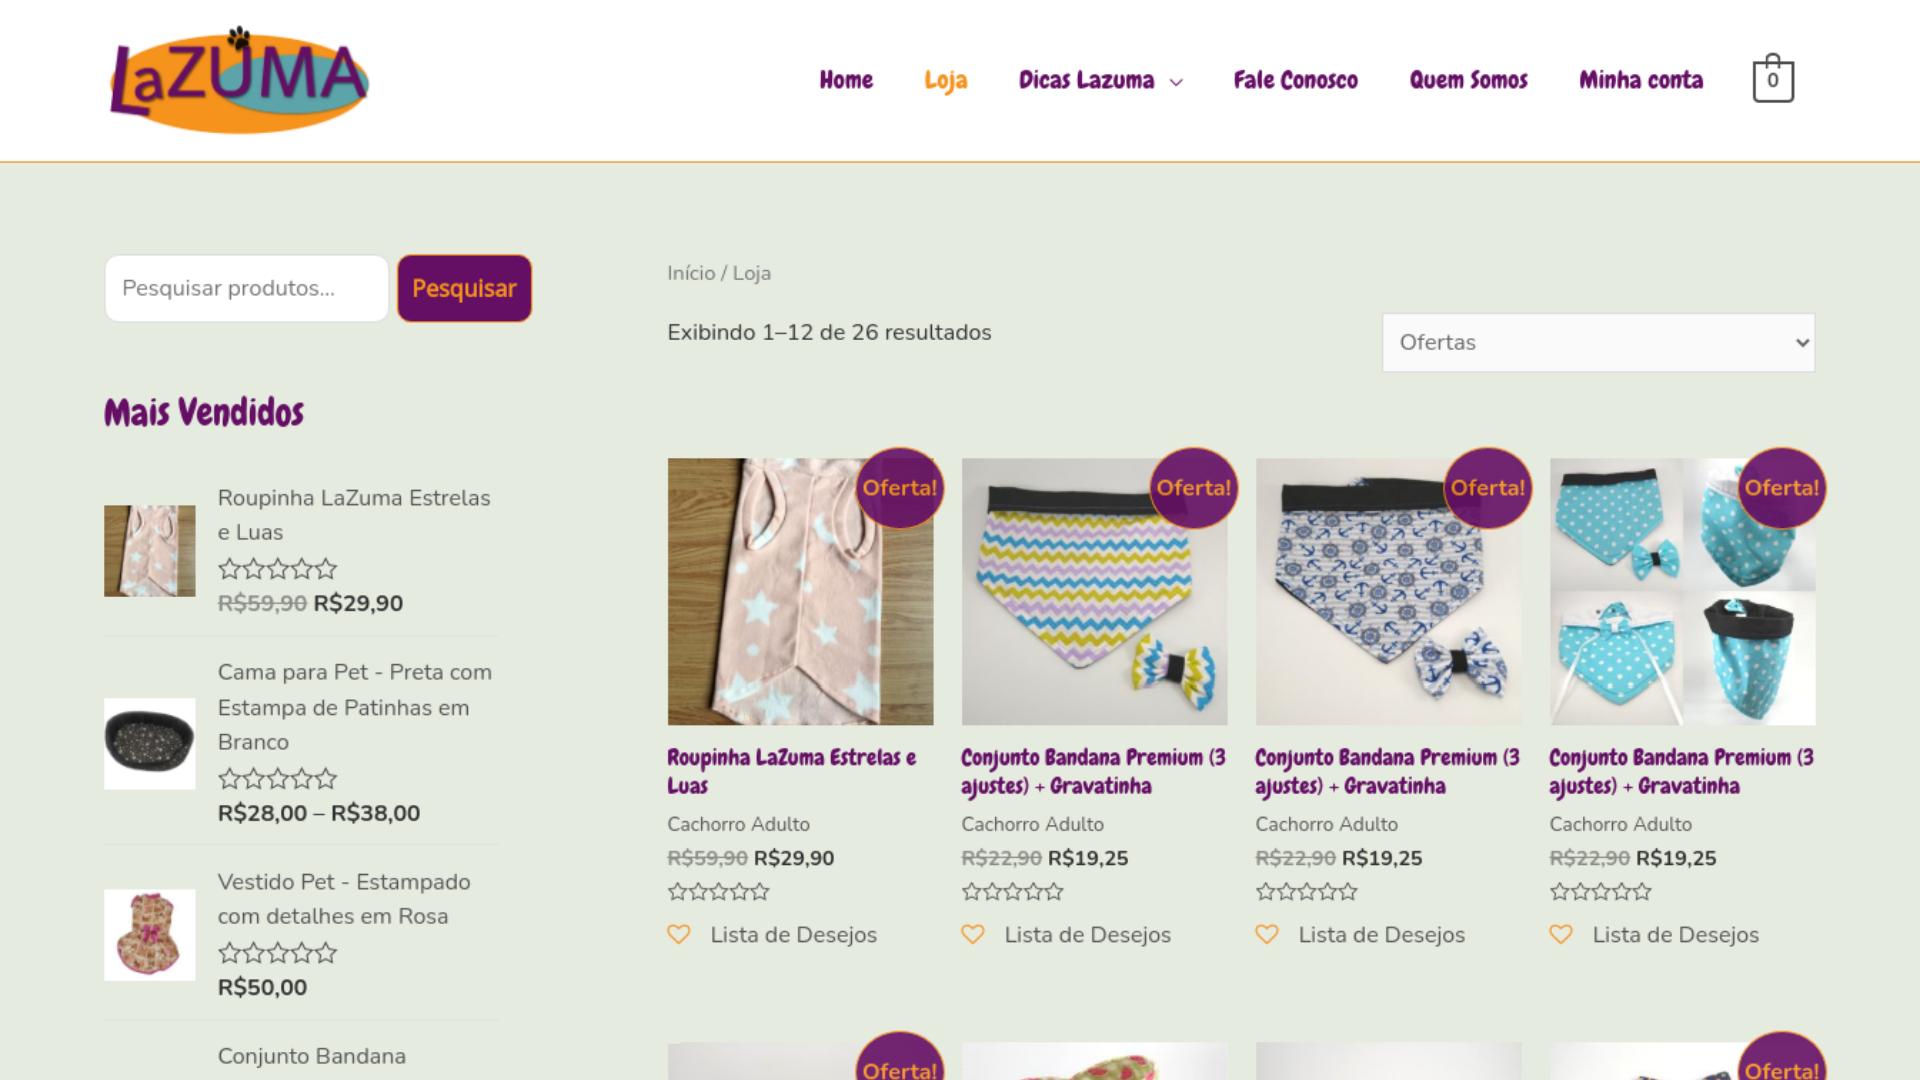 LaZUMA
Home
Loja
Dicas Lazuma
Fale Conosco
Quem Somos
Minha conta
0
Pesquisar produtos...
Pesquisar
Início / Loja
Exibindo 1–12 de 26 resultados
Ofertas
Mais Vendidos
Roupinha LaZuma Estrelas
e Luas
R$59,90 R$29,90
Cama para Pet - Preta com
Estampa de Patinhas em
Branco
R$28,00 – R$38,00
Vestido Pet - Estampado
com detalhes em Rosa
R$50,00
Conjunto Bandana
Oferta!
Roupinha LaZuma Estrelas e
Luas
Cachorro Adulto
R$59,90 R$29,90
Lista de Desejos
Oferta!
Conjunto Bandana Premium (3
ajustes) + Gravatinha
Cachorro Adulto
R$22,90 R$19,25
Lista de Desejos
Oferta!
Conjunto Bandana Premium (3
ajustes) + Gravatinha
Cachorro Adulto
R$22,90 R$19,25
Lista de Desejos
Oferta!
Conjunto Bandana Premium (3
ajustes) + Gravatinha
Cachorro Adulto
R$22,90 R$19,25
Lista de Desejos
Oferta!
Oferta!